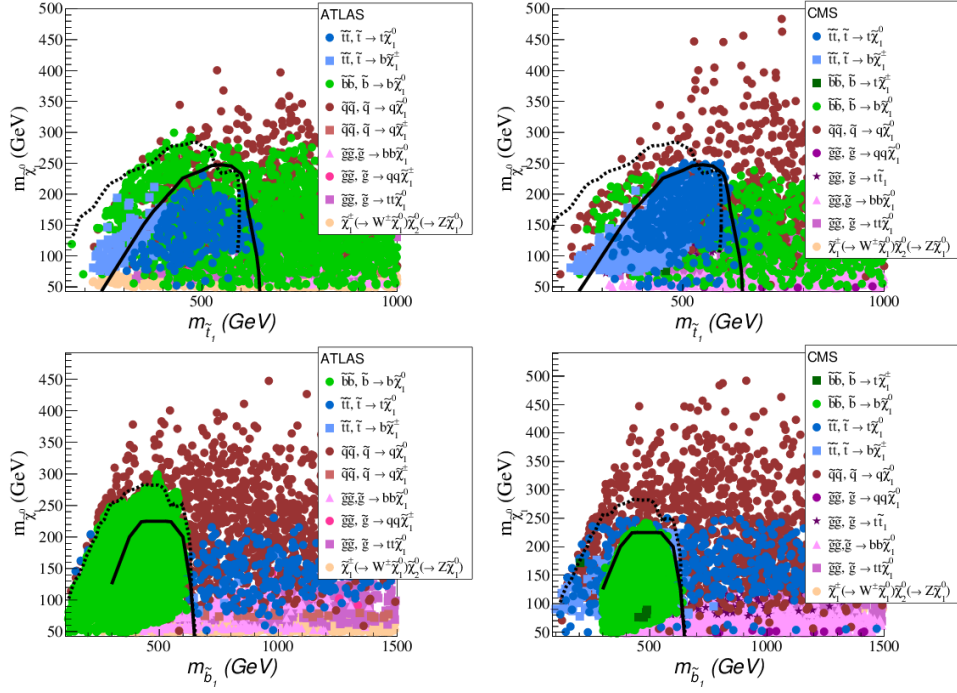 ATLAS
t̃t̃, t̃ → tχ̃₁⁰
t̃t̃, t̃ → bχ̃₁±
b̃b̃, b̃ → bχ̃₁⁰
q̃q̃, q̃ → qχ̃₁⁰
q̃q̃, q̃ → qχ̃₁±
g̃g̃, g̃ → bbχ̃₁⁰
g̃g̃, g̃ → qqχ̃₁±
g̃g̃, g̃ → ttχ̃₁⁰
χ̃₁±(→ W±χ̃₁⁰)χ̃₂⁰(→ Zχ̃₁⁰)
m χ̃₁⁰ (GeV)
500
450
400
350
300
250
200
150
100
50
500
1000
m t̃₁ (GeV)
CMS
t̃t̃, t̃ → tχ̃₁⁰
t̃t̃, t̃ → bχ̃₁±
b̃b̃, b̃ → tχ̃₁±
b̃b̃, b̃ → bχ̃₁⁰
q̃q̃, q̃ → qχ̃₁⁰
g̃g̃, g̃ → qqχ̃₁⁰
g̃g̃, g̃ → tt̃₁
g̃g̃, g̃ → bbχ̃₁⁰
g̃g̃, g̃ → ttχ̃₁⁰
χ̃₁±(→ W±χ̃₁⁰)χ̃₂⁰(→ Zχ̃₁⁰)
m χ̃₁⁰ (GeV)
500
450
400
350
300
250
200
150
100
50
500
1000
m t̃₁ (GeV)
ATLAS
b̃b̃, b̃ → bχ̃₁⁰
t̃t̃, t̃ → tχ̃₁⁰
t̃t̃, t̃ → bχ̃₁±
q̃q̃, q̃ → qχ̃₁⁰
q̃q̃, q̃ → qχ̃₁±
g̃g̃, g̃ → bbχ̃₁⁰
g̃g̃, g̃ → qqχ̃₁±
g̃g̃, g̃ → ttχ̃₁⁰
χ̃₁±(→ W±χ̃₁⁰)χ̃₂⁰(→ Zχ̃₁⁰)
m χ̃₁⁰ (GeV)
450
400
350
300
250
200
150
100
50
500
1000
1500
m b̃₁ (GeV)
CMS
b̃b̃, b̃ → tχ̃₁±
b̃b̃, b̃ → bχ̃₁⁰
t̃t̃, t̃ → tχ̃₁⁰
t̃t̃, t̃ → bχ̃₁±
q̃q̃, q̃ → qχ̃₁⁰
g̃g̃, g̃ → qqχ̃₁⁰
g̃g̃, g̃ → tt̃₁
g̃g̃, g̃ → bbχ̃₁⁰
g̃g̃, g̃ → ttχ̃₁⁰
χ̃₁±(→ W±χ̃₁⁰)χ̃₂⁰(→ Zχ̃₁⁰)
m χ̃₁⁰ (GeV)
500
450
400
350
300
250
200
150
100
50
500
1000
1500
m b̃₁ (GeV)